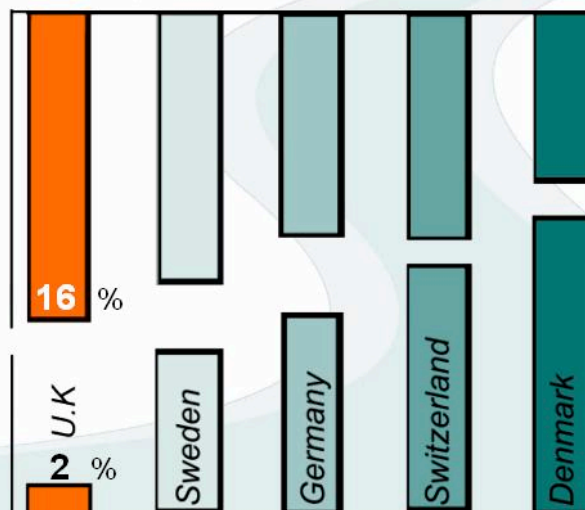 16 %
U.K
2 %
Sweden
Germany
Switzerland
Denmark